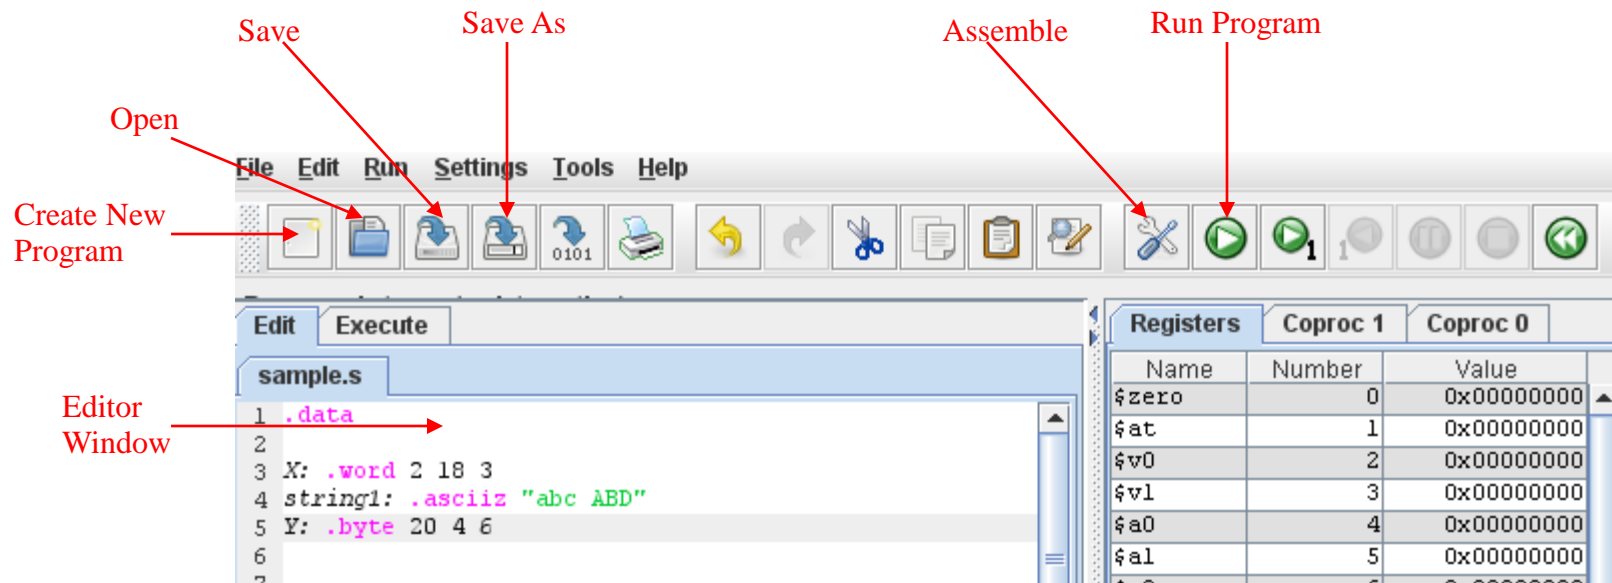 Save
Save As
Assemble
Run Program
Open
File Edit Run Settings Tools Help
Create New
Program
0101
1
1
Edit Execute
Registers Coproc 1 Coproc 0
sample.s
Name Number Value
Editor
Window
1 .data
2
3 X: .word 2 18 3
4 string1: .asciiz "abc ABD"
5 Y: .byte 20 4 6
6
$zero 0 0x00000000
$at 1 0x00000000
$v0 2 0x00000000
$v1 3 0x00000000
$a0 4 0x00000000
$a1 5 0x00000000